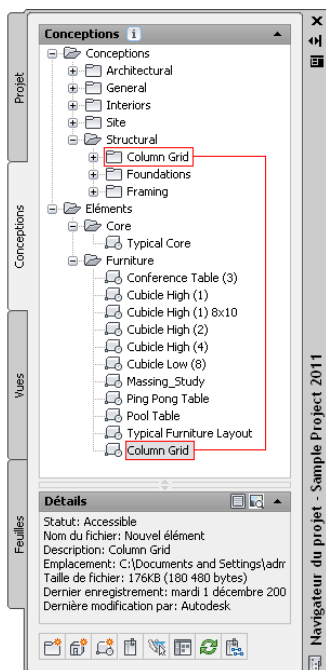 Conceptions
Conceptions
Architectural
General
Interiors
Site
Structural
Column Grid
Foundations
Framing
Eléments
Core
Typical Core
Furniture
Conference Table (3)
Cubicle High (1)
Cubicle High (1) 8x10
Cubicle High (2)
Cubicle High (4)
Cubicle Low (8)
Massing_Study
Ping Pong Table
Pool Table
Typical Furniture Layout
Column Grid
Détails
Statut: Accessible
Nom du fichier: Nouvel élément
Description: Column Grid
Emplacement: C:\Documents and Settings\adm
Taille de fichier: 176KB (180 480 bytes)
Dernier enregistrement: mardi 1 décembre 200
Dernière modification par: Autodesk
Projet
Conceptions
Vues
Feuilles
Navigateur du projet - Sample Project 2011